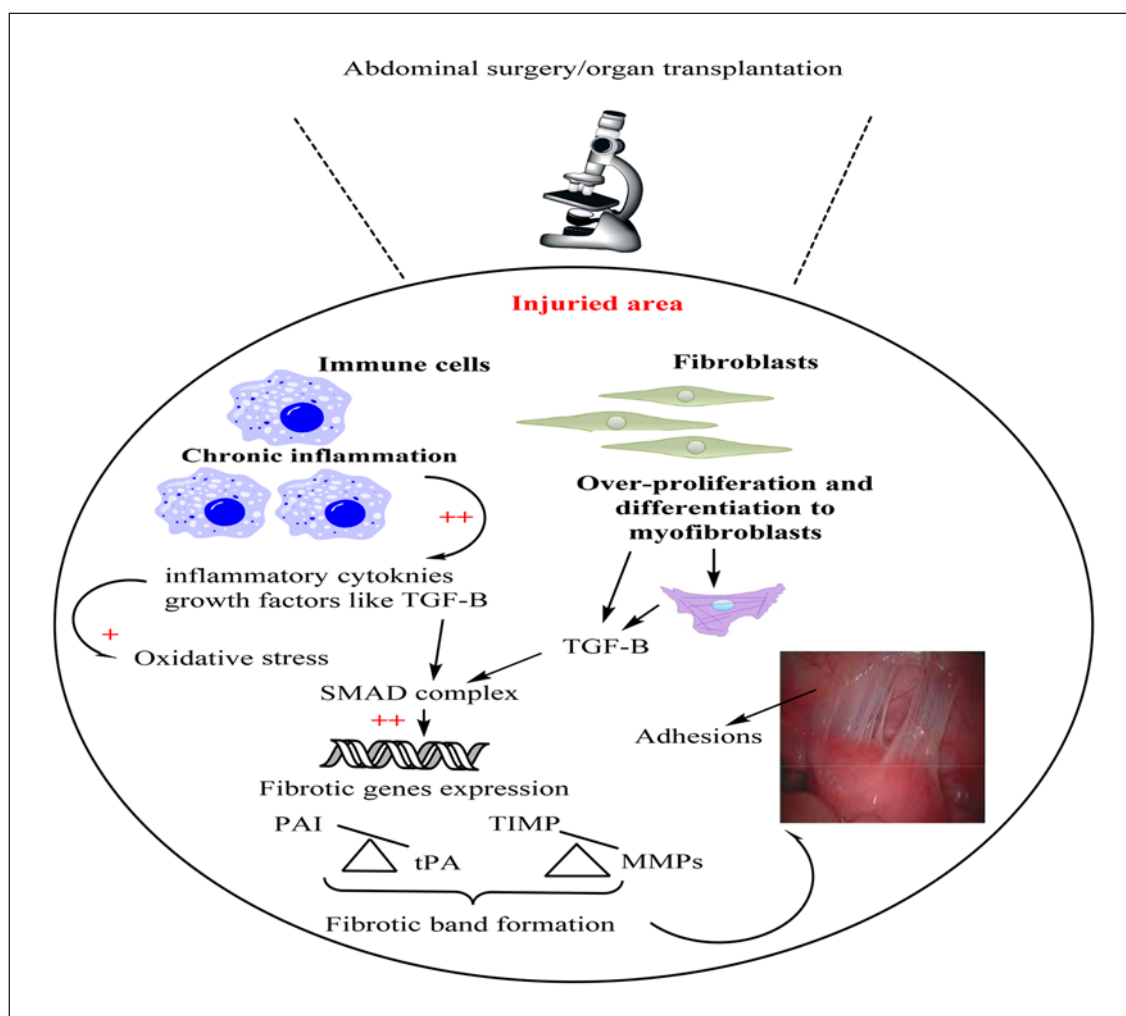 Abdominal surgery/organ transplantation
Injuried area
Immune cells
Fibroblasts
Chronic inflammation
++
Over-proliferation and
differentiation to
myofibroblasts
inflammatory cytoknies
growth factors like TGF-B
+
Oxidative stress
TGF-B
SMAD complex
++
Adhesions
Fibrotic genes expression
PAI
TIMP
tPA
MMPs
Fibrotic band formation